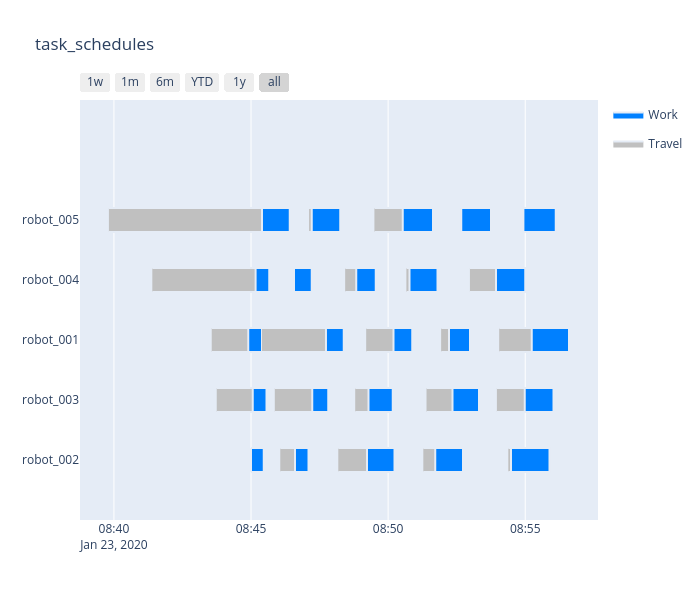 task_schedules
1w 1m 6m YTD 1y all
Work
Travel
robot_005
robot_004
robot_001
robot_003
robot_002
08:40 08:45 08:50 08:55
Jan 23, 2020